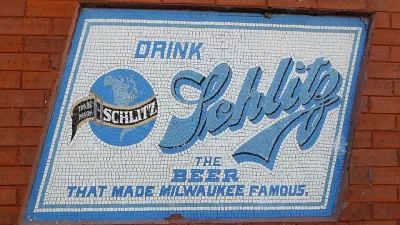 DRINK
Schlitz
TRADE
MARK
SCHLITZ
THE
BEER
THAT MADE MILWAUKEE FAMOUS.